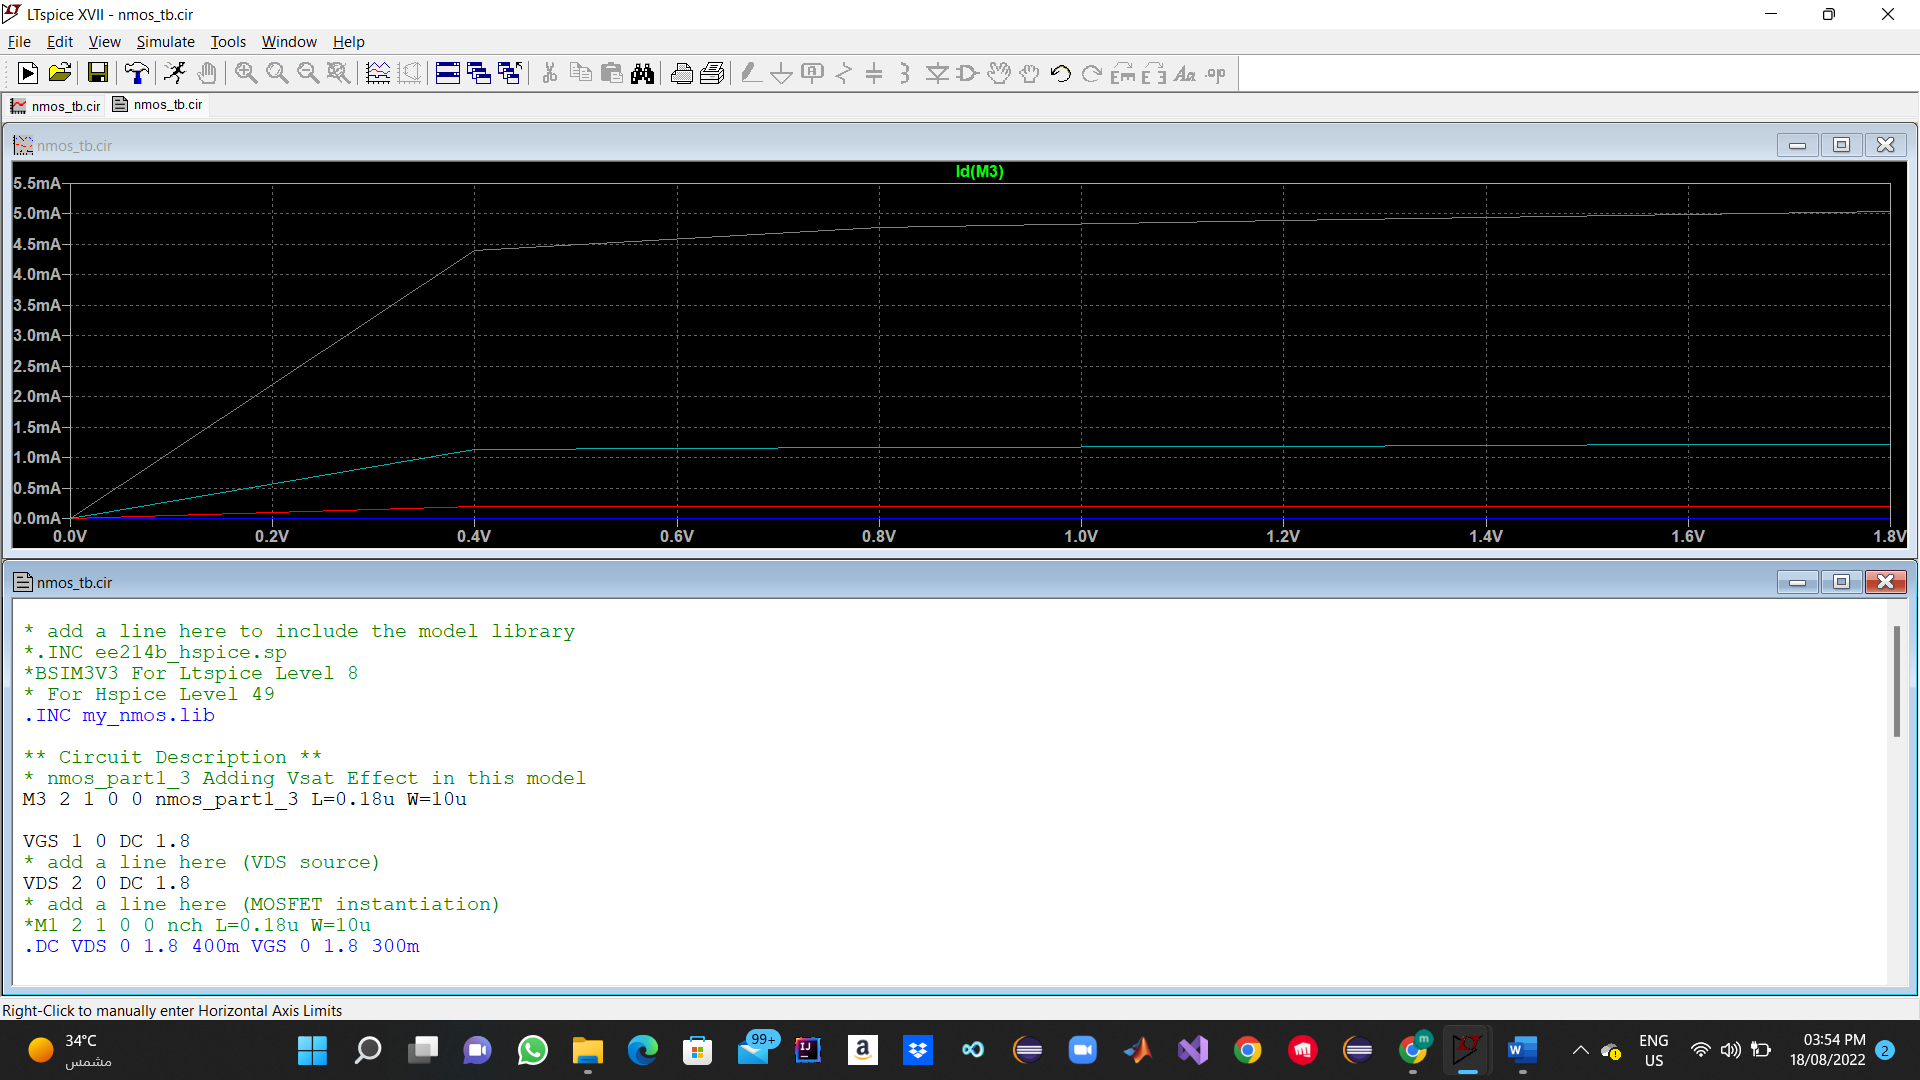 LTspice XVII - nmos_tb.cir
File Edit View Simulate Tools Window Help
nmos_tb.cir nmos_tb.cir
nmos_tb.cir
Id(M3)
5.5mA
5.0mA
4.5mA
4.0mA
3.5mA
3.0mA
2.5mA
2.0mA
1.5mA
1.0mA
0.5mA
0.0mA
0.0V 0.2V 0.4V 0.6V 0.8V 1.0V 1.2V 1.4V 1.6V 1.8V
nmos_tb.cir
* add a line here to include the model library
*.INC ee214b_hspice.sp
*BSIM3V3 For Ltspice Level 8
* For Hspice Level 49
.INC my_nmos.lib
** Circuit Description **
* nmos_part1_3 Adding Vsat Effect in this model
M3 2 1 0 0 nmos_part1_3 L=0.18u W=10u
VGS 1 0 DC 1.8
* add a line here (VDS source)
VDS 2 0 DC 1.8
* add a line here (MOSFET instantiation)
*M1 2 1 0 0 nch L=0.18u W=10u
.DC VDS 0 1.8 400m VGS 0 1.8 300m
Right-Click to manually enter Horizontal Axis Limits
34°C
مشمس
99+
ENG
US
03:54 PM
18/08/2022
2